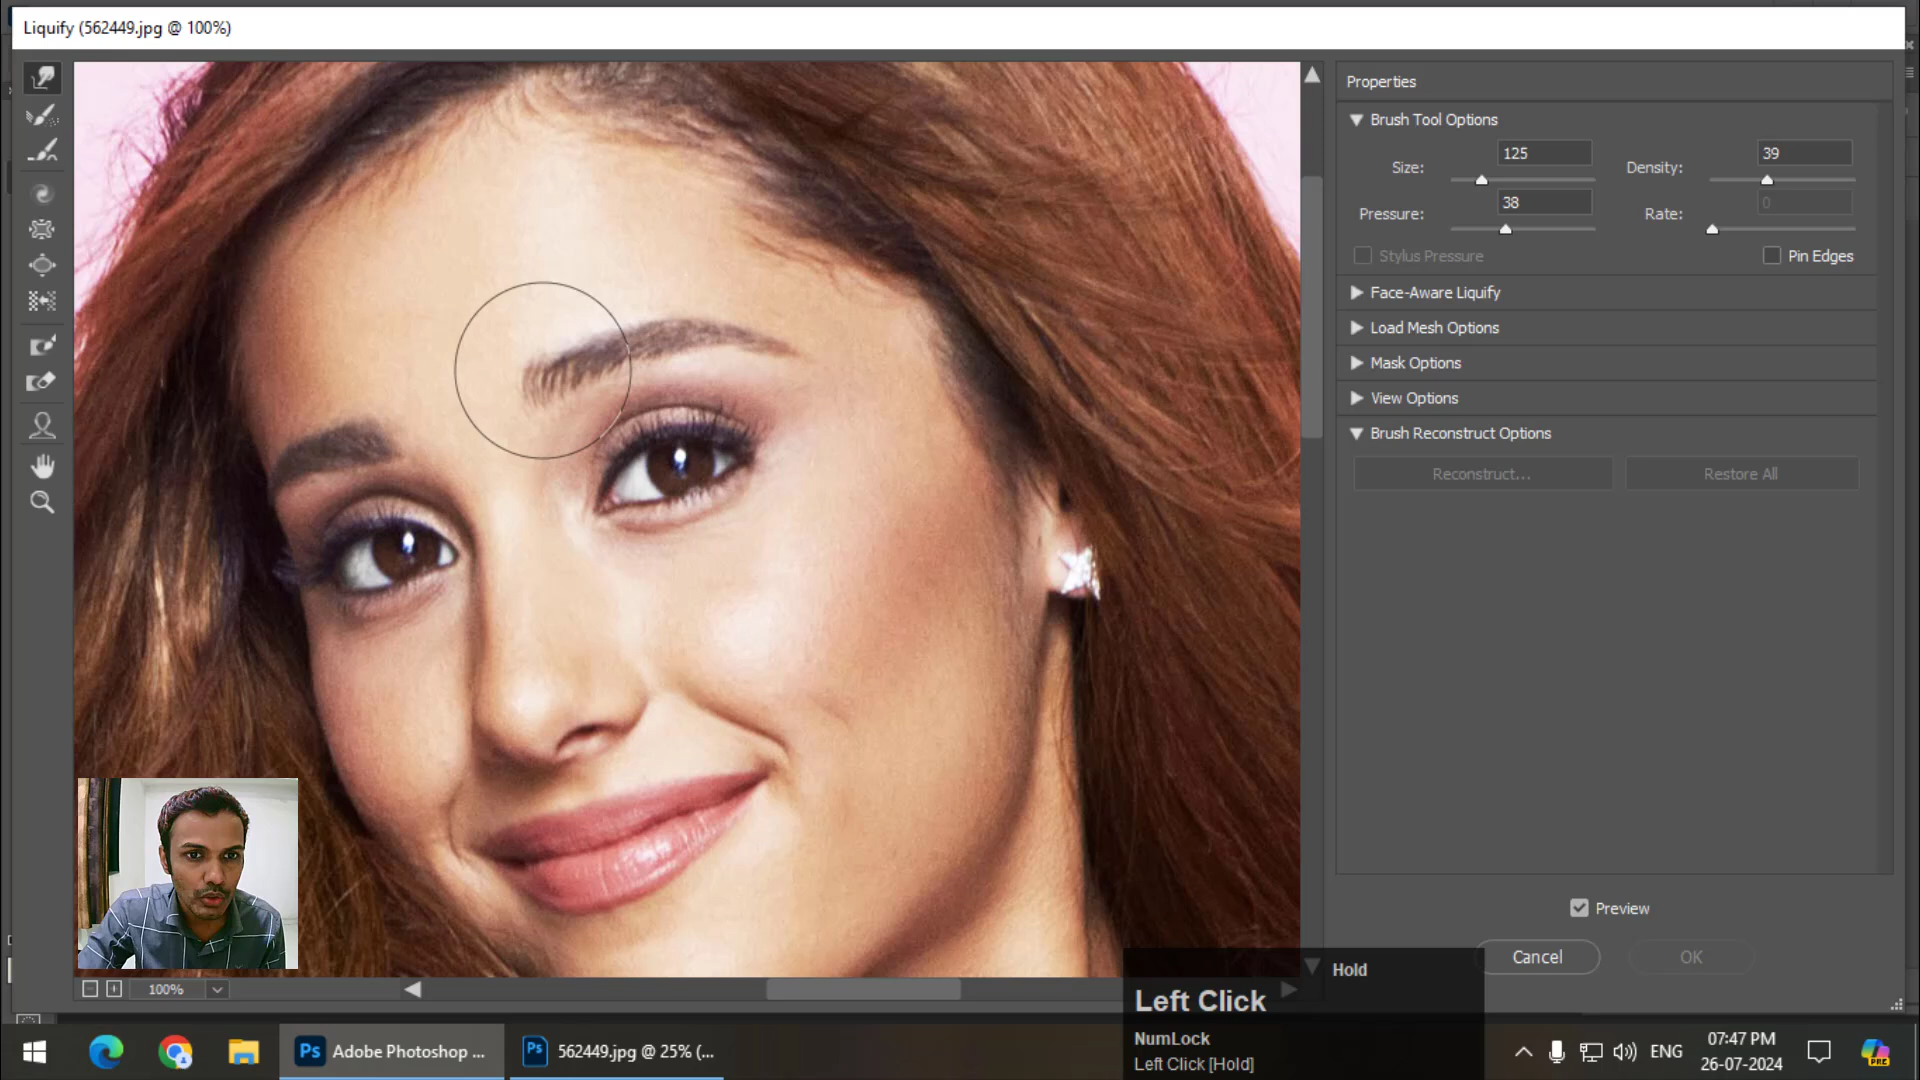 Liquify (562449.jpg @ 100%)
Properties
Brush Tool Options
Size: 125 Density: 39
Pressure: 38 Rate: 0
Stylus Pressure Pin Edges
Face-Aware Liquify
Load Mesh Options
Mask Options
View Options
Brush Reconstruct Options
Reconstruct... Restore All
Preview
Cancel OK
100%
Hold
Left Click
NumLock
Left Click [Hold]
Ps Adobe Photoshop ...
Ps 562449.jpg @ 25% (...
ENG
07:47 PM
26-07-2024
PRE